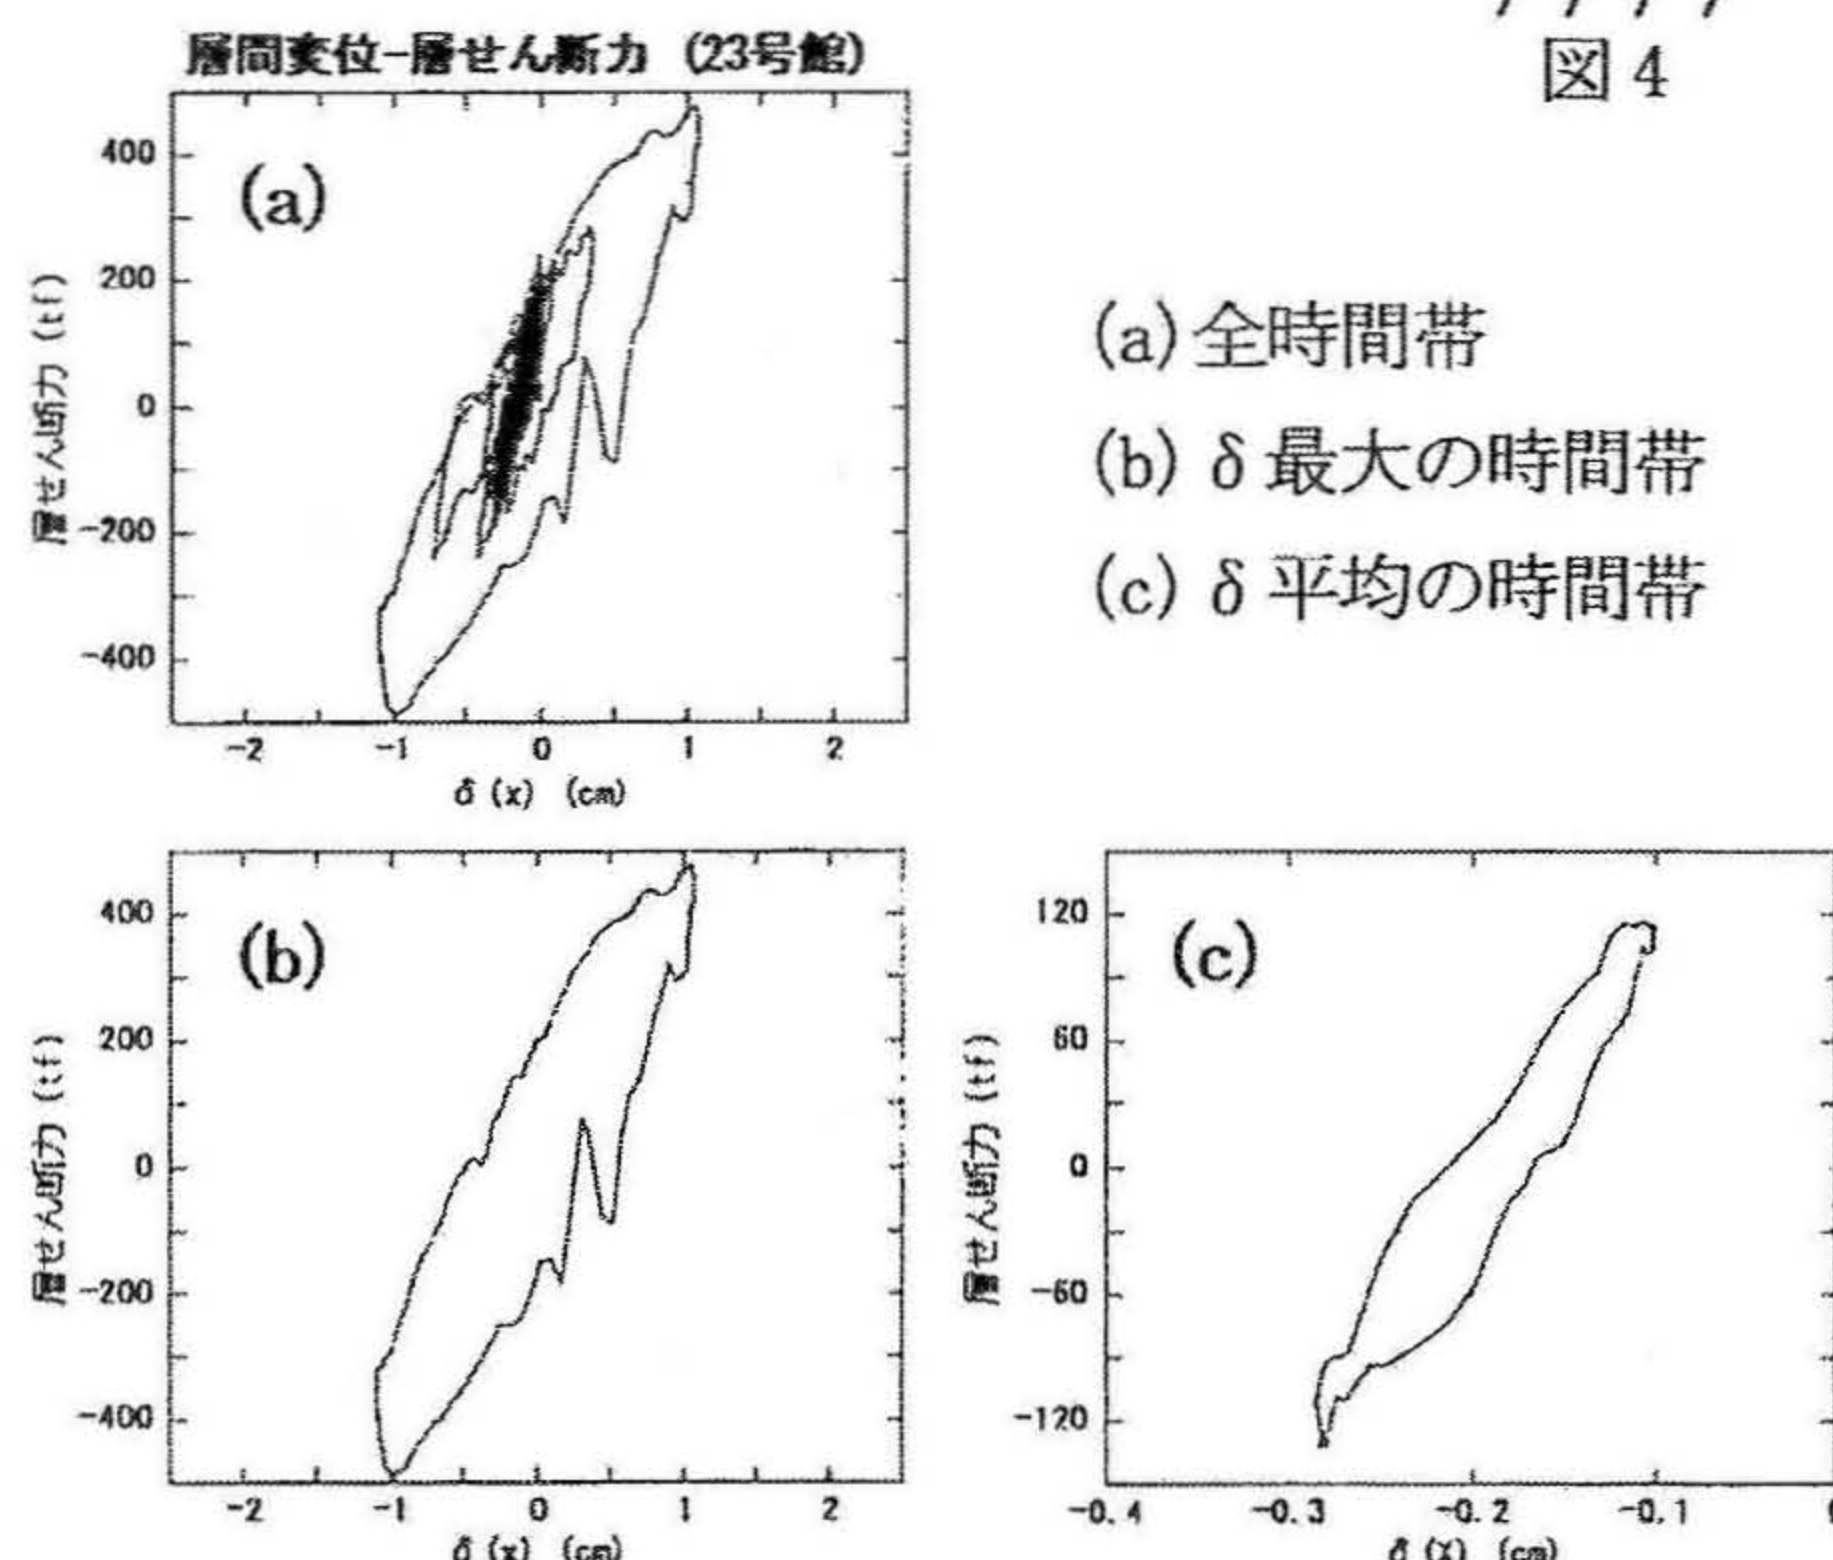 図 4
層間変位-層せん断力 (23号館)
(a)
400
200
0
-200
-400
層せん断力 (tf)
-2
-1
0
1
2
δ (x) (cm)
(a) 全時間帯
(b) δ 最大の時間帯
(c) δ 平均の時間帯
(b)
400
200
0
-200
-400
層せん断力 (tf)
-2
-1
0
1
2
δ (x) (cm)
(c)
120
60
0
-60
-120
層せん断力 (tf)
-0.4
-0.3
-0.2
-0.1
δ (x) (cm)